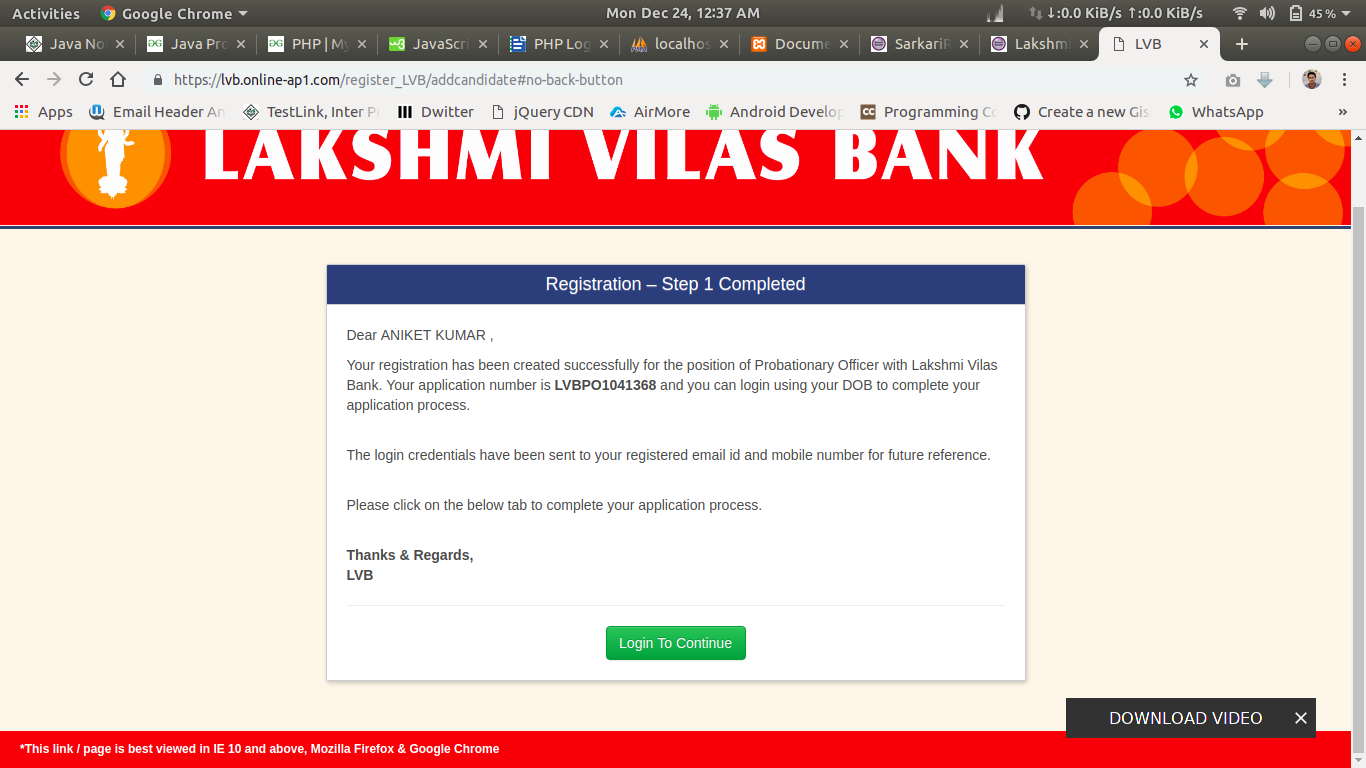 Activities Google Chrome Mon Dec 24, 12:37 AM ↓:0.0 KiB/s ↑:0.0 KiB/s 45 %
Java No Java Pro PHP | My JavaScri PHP Log localhos Docume SarkariR Lakshmi LVB
https://lvb.online-ap1.com/register_LVB/addcandidate#no-back-button
Apps Email Header An TestLink, Inter Pr Dwitter jQuery CDN AirMore Android Develop Programming Co Create a new Gis WhatsApp »
LAKSHMI VILAS BANK
Registration – Step 1 Completed
Dear ANIKET KUMAR ,
Your registration has been created successfully for the position of Probationary Officer with Lakshmi Vilas
Bank. Your application number is LVBPO1041368 and you can login using your DOB to complete your
application process.
The login credentials have been sent to your registered email id and mobile number for future reference.
Please click on the below tab to complete your application process.
Thanks & Regards,
LVB
Login To Continue
DOWNLOAD VIDEO
*This link / page is best viewed in IE 10 and above, Mozilla Firefox & Google Chrome